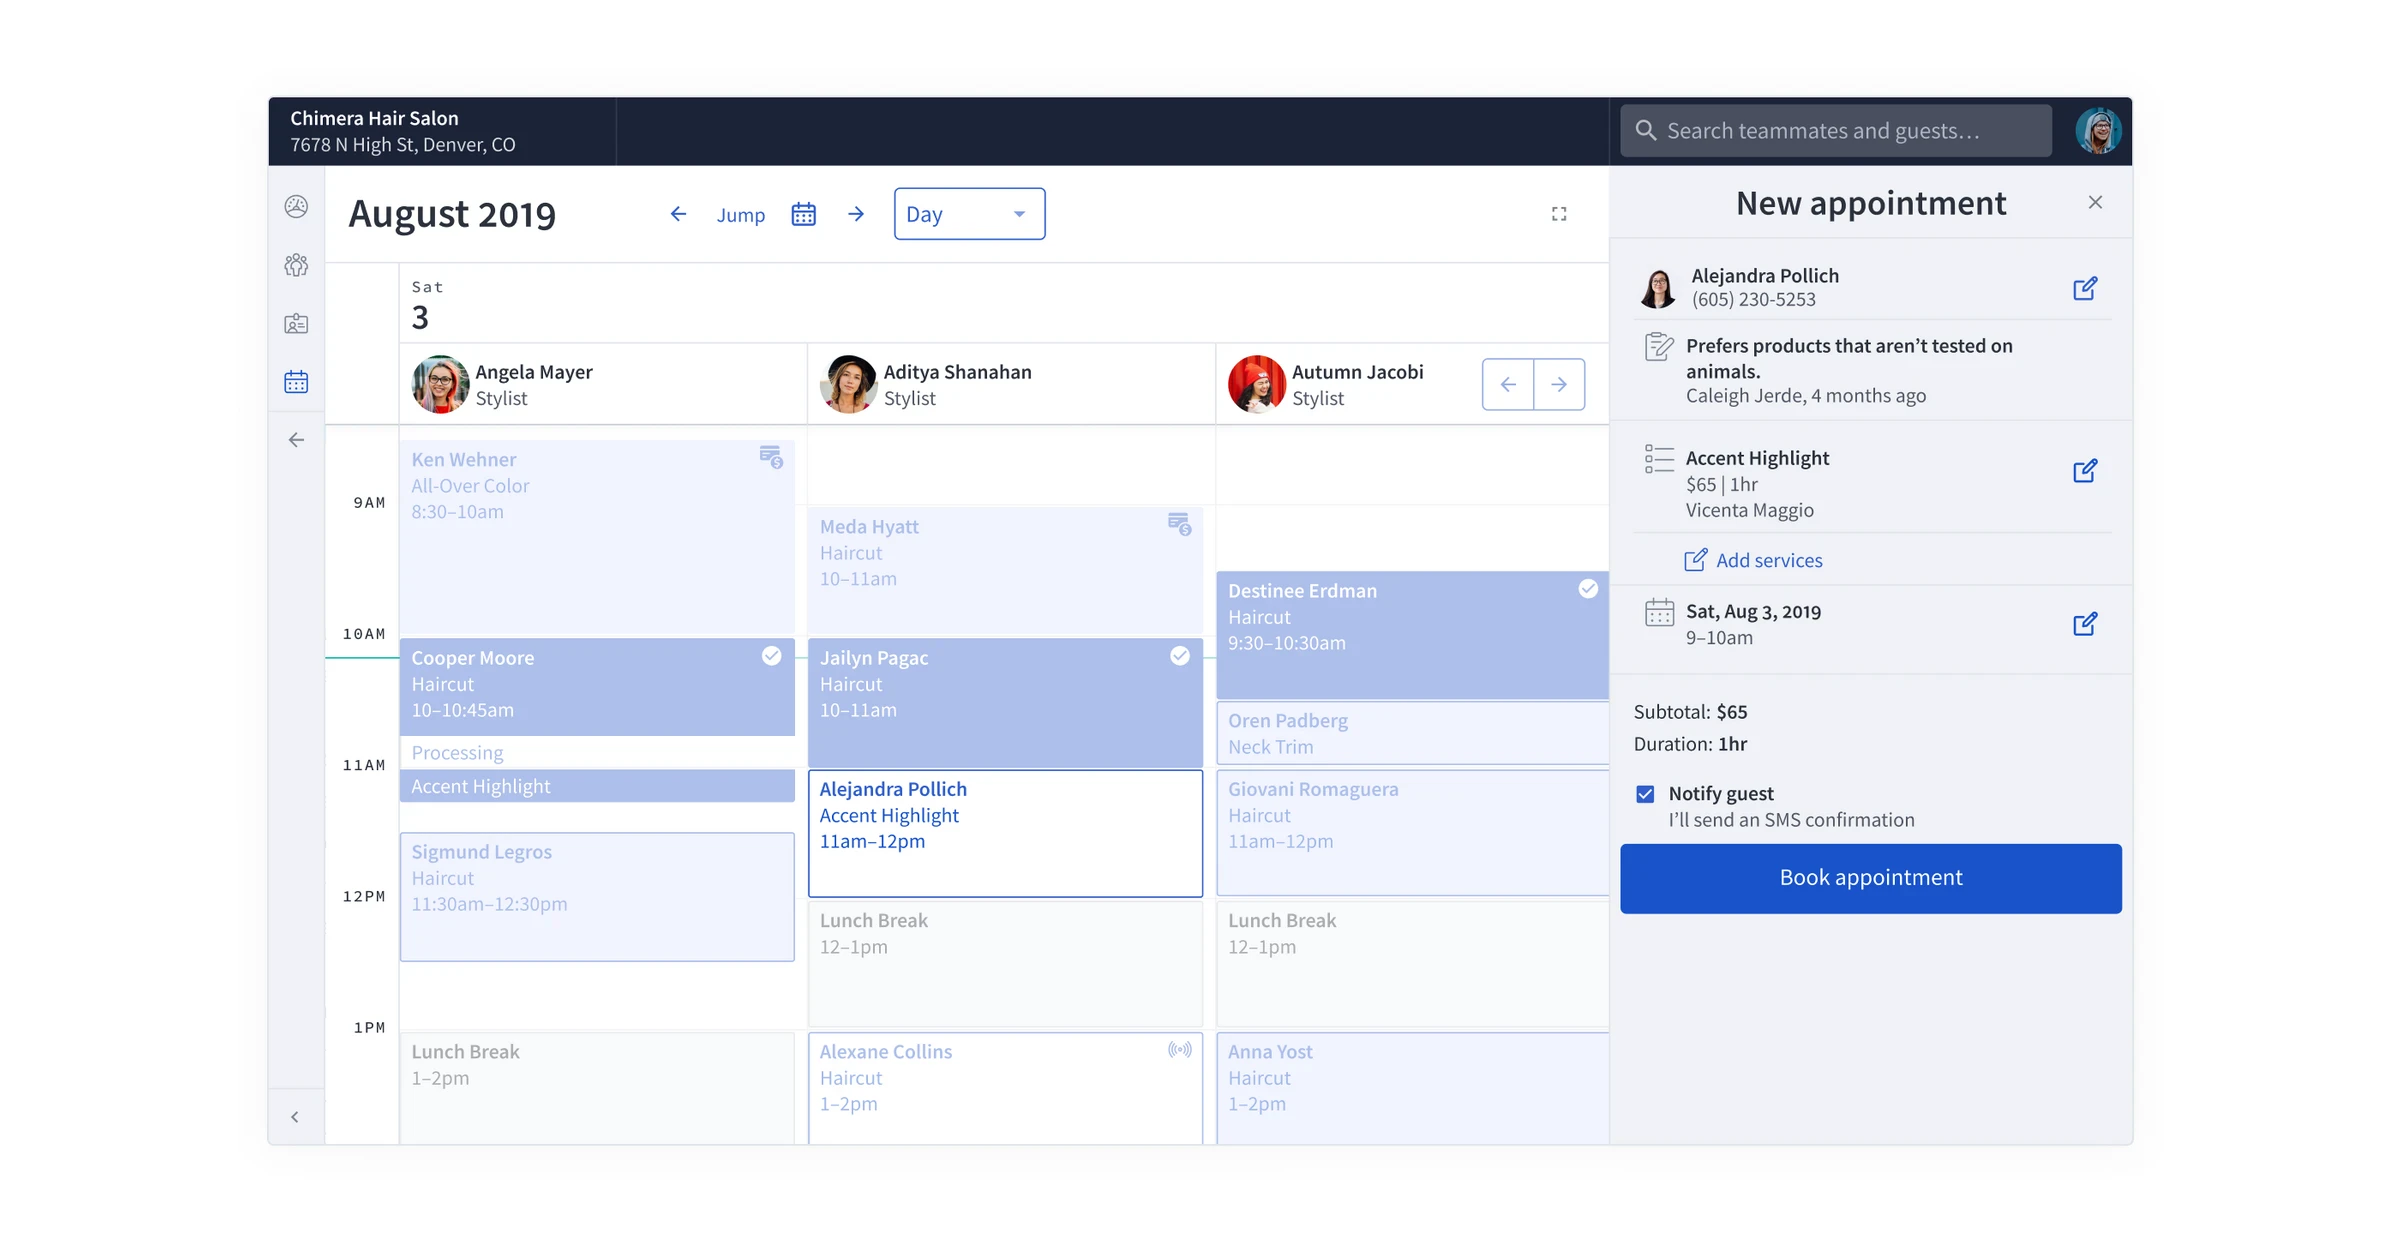 Chimera Hair Salon
7678 N High St, Denver, CO
Search teammates and guests…
August 2019
Jump
Day
Sat
3
Angela Mayer
Stylist
Aditya Shanahan
Stylist
Autumn Jacobi
Stylist
9AM
10AM
11AM
12PM
1PM
Ken Wehner
All-Over Color
8:30–10am
Cooper Moore
Haircut
10–10:45am
Processing
Accent Highlight
Sigmund Legros
Haircut
11:30am–12:30pm
Lunch Break
1–2pm
Meda Hyatt
Haircut
10–11am
Jailyn Pagac
Haircut
10–11am
Alejandra Pollich
Accent Highlight
11am–12pm
Lunch Break
12–1pm
Alexane Collins
Haircut
1–2pm
Destinee Erdman
Haircut
9:30–10:30am
Oren Padberg
Neck Trim
Giovani Romaguera
Haircut
11am–12pm
Lunch Break
12–1pm
Anna Yost
Haircut
1–2pm
New appointment
Alejandra Pollich
(605) 230-5253
Prefers products that aren’t tested on
animals.
Caleigh Jerde, 4 months ago
Accent Highlight
$65 | 1hr
Vicenta Maggio
Add services
Sat, Aug 3, 2019
9–10am
Subtotal: $65
Duration: 1hr
Notify guest
I’ll send an SMS confirmation
Book appointment